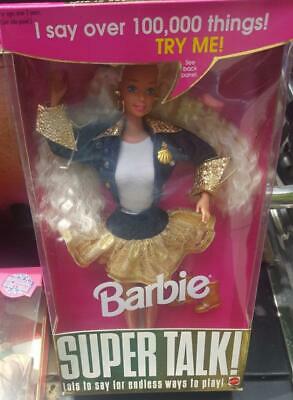 I say over 100,000 things!
TRY ME!
See
back
panel
Barbie
SUPER TALK!
Lots to say for endless ways to play!